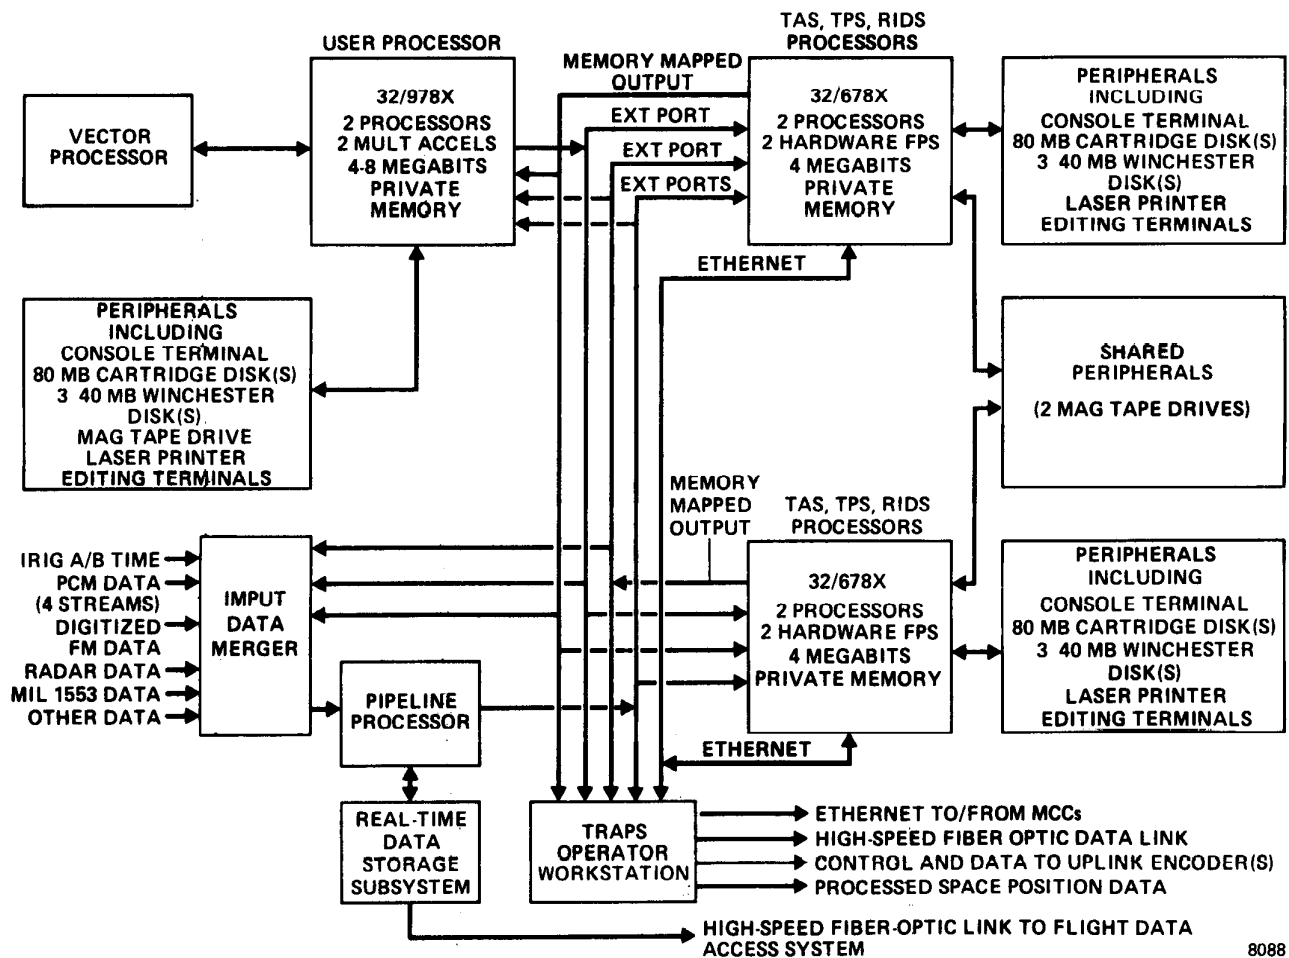 TAS, TPS, RIDS
PROCESSORS
USER PROCESSOR
MEMORY MAPPED
OUTPUT
VECTOR
PROCESSOR
32/978X
2 PROCESSORS
2 MULT ACCELS
4-8 MEGABITS
PRIVATE
MEMORY
EXT PORT
EXT PORT
EXT PORTS
32/678X
2 PROCESSORS
2 HARDWARE FPS
4 MEGABITS
PRIVATE
MEMORY
PERIPHERALS
INCLUDING
CONSOLE TERMINAL
80 MB CARTRIDGE DISK(S)
3 40 MB WINCHESTER
DISK(S)
LASER PRINTER
EDITING TERMINALS
ETHERNET
PERIPHERALS
INCLUDING
CONSOLE TERMINAL
80 MB CARTRIDGE DISK(S)
3 40 MB WINCHESTER
DISK(S)
MAG TAPE DRIVE
LASER PRINTER
EDITING TERMINALS
SHARED
PERIPHERALS
(2 MAG TAPE DRIVES)
MEMORY
MAPPED
OUTPUT
TAS, TPS, RIDS
PROCESSORS
IRIG A/B TIME
PCM DATA
(4 STREAMS)
DIGITIZED
FM DATA
RADAR DATA
MIL 1553 DATA
OTHER DATA
IMPUT
DATA
MERGER
PIPELINE
PROCESSOR
32/678X
2 PROCESSORS
2 HARDWARE FPS
4 MEGABITS
PRIVATE MEMORY
PERIPHERALS
INCLUDING
CONSOLE TERMINAL
80 MB CARTRIDGE DISK(S)
3 40 MB WINCHESTER
DISK(S)
LASER PRINTER
EDITING TERMINALS
ETHERNET
REAL-TIME
DATA
STORAGE
SUBSYSTEM
TRAPS
OPERATOR
WORKSTATION
ETHERNET TO/FROM MCCs
HIGH-SPEED FIBER OPTIC DATA LINK
CONTROL AND DATA TO UPLINK ENCODER(S)
PROCESSED SPACE POSITION DATA
HIGH-SPEED FIBER-OPTIC LINK TO FLIGHT DATA
ACCESS SYSTEM
8088